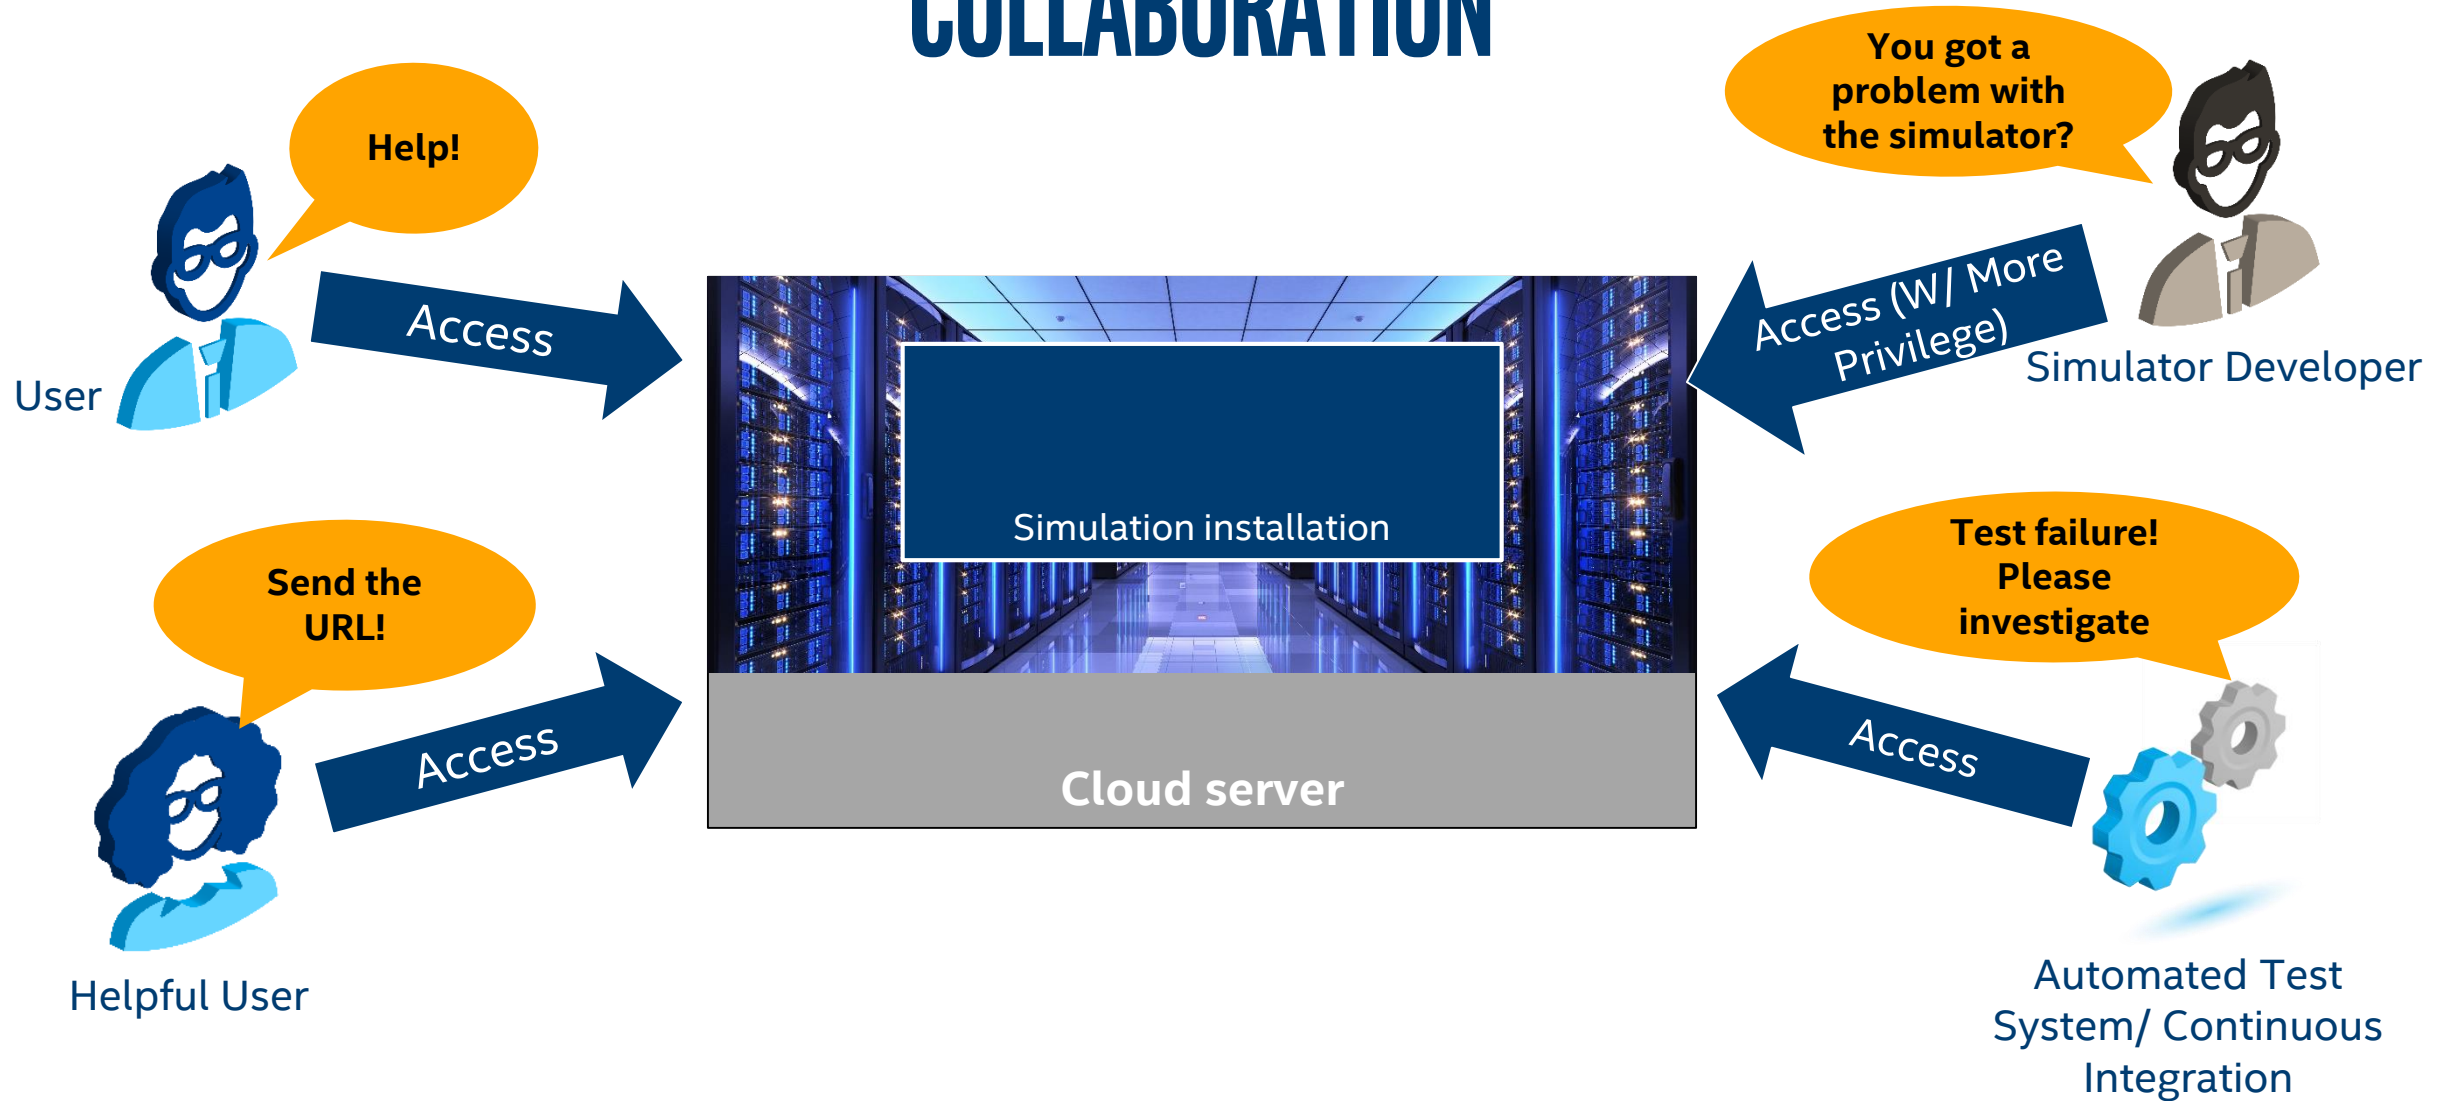 COLLABORATION
Help!
Access
User
Send the
URL!
Access
Helpful User
Simulation installation
Cloud server
You got a
problem with
the simulator?
Access (W/ More
Privilege)
Simulator Developer
Test failure!
Please
investigate
Access
Automated Test
System/ Continuous
Integration